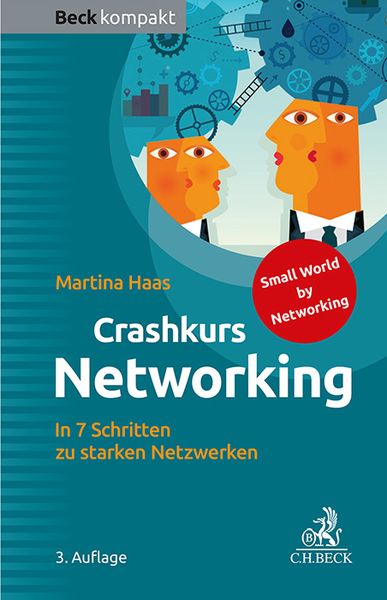 Beck kompakt
Martina Haas
Small World
by
Networking
Crashkurs
Networking
In 7 Schritten
zu starken Netzwerken
3. Auflage
B
C.H.BECK